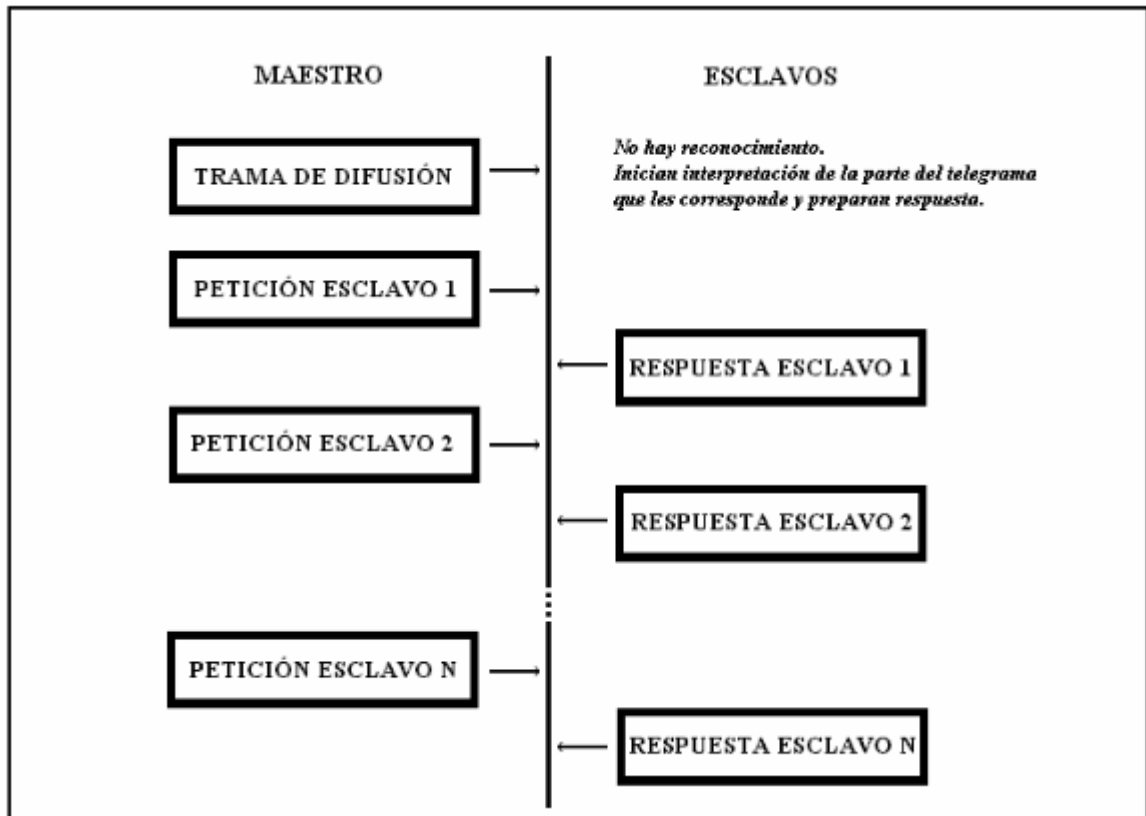 MAESTRO
ESCLAVOS
TRAMA DE DIFUSIÓN
No hay reconocimiento.
Inician interpretación de la parte del telegrama
que les corresponde y preparan respuesta.
PETICIÓN ESCLAVO 1
RESPUESTA ESCLAVO 1
PETICIÓN ESCLAVO 2
RESPUESTA ESCLAVO 2
PETICIÓN ESCLAVO N
RESPUESTA ESCLAVO N